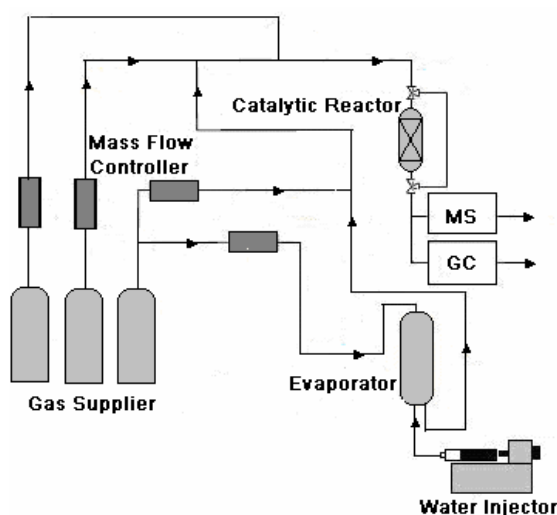 Catalytic Reactor
Mass Flow
Controller
MS
GC
Evaporator
Gas Supplier
Water Injector